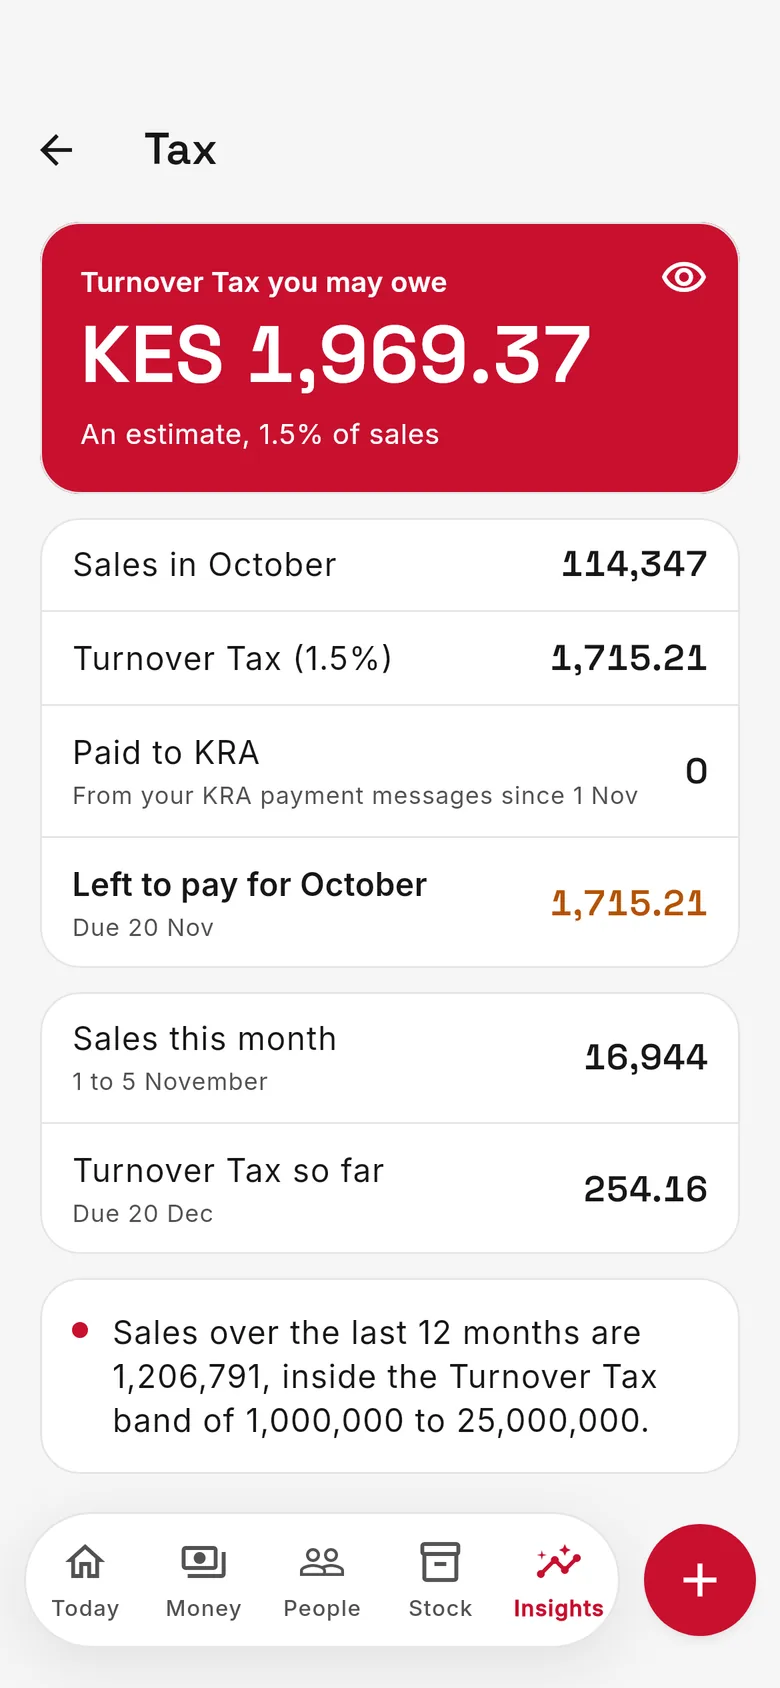 Tax
Turnover Tax you may owe
KES 1,969.37
An estimate, 1.5% of sales
Sales in October 114,347
Turnover Tax (1.5%) 1,715.21
Paid to KRA 0
From your KRA payment messages since 1 Nov
Left to pay for October 1,715.21
Due 20 Nov
Sales this month 16,944
1 to 5 November
Turnover Tax so far 254.16
Due 20 Dec
Sales over the last 12 months are
1,206,791, inside the Turnover Tax
band of 1,000,000 to 25,000,000.
Today Money People Stock Insights